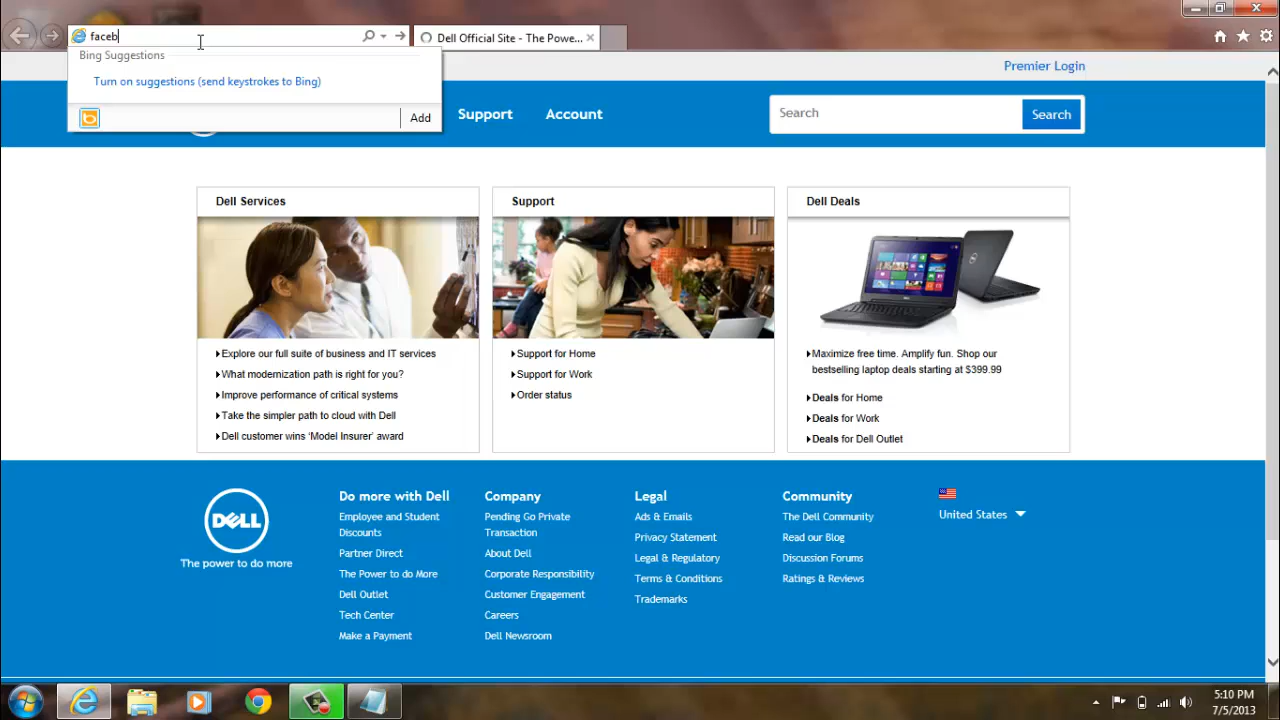 faceb
Dell Official Site - The Powe...
Bing Suggestions
Turn on suggestions (send keystrokes to Bing)
Add
Premier Login
Support
Account
Search
Search
Dell Services
Explore our full suite of business and IT services
What modernization path is right for you?
Improve performance of critical systems
Take the simpler path to cloud with Dell
Dell customer wins ‘Model Insurer’ award
Support
Support for Home
Support for Work
Order status
Dell Deals
Maximize free time. Amplify fun. Shop our
bestselling laptop deals starting at $399.99
Deals for Home
Deals for Work
Deals for Dell Outlet
DELL
The power to do more
Do more with Dell
Employee and Student
Discounts
Partner Direct
The Power to do More
Dell Outlet
Tech Center
Make a Payment
Company
Pending Go Private
Transaction
About Dell
Corporate Responsibility
Customer Engagement
Careers
Dell Newsroom
Legal
Ads & Emails
Privacy Statement
Legal & Regulatory
Terms & Conditions
Trademarks
Community
The Dell Community
Read our Blog
Discussion Forums
Ratings & Reviews
United States
5:10 PM
7/5/2013